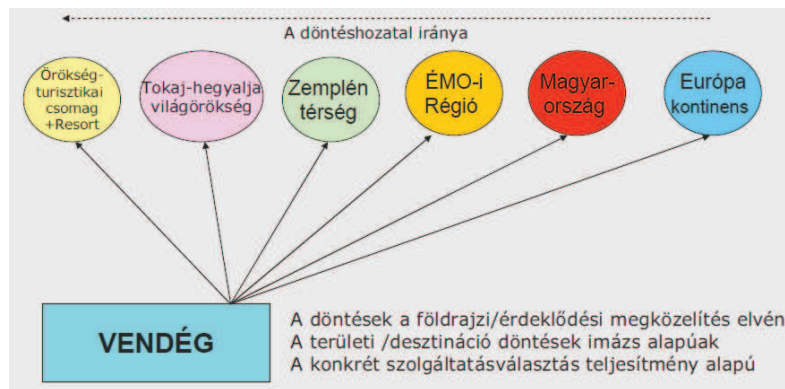 A döntéshozatal iránya
Örökség-
turisztikai
csomag
+Resort
Tokaj-hegyalja
világörökség
Zemplén
térség
ÉMO-i
Régió
Magyar-
ország
Európa
kontinens
VENDÉG
A döntések a földrajzi/érdeklődési megközelítés elvén
A területi /desztináció döntések imázs alapúak
A konkrét szolgáltatásválasztás teljesítmény alapú